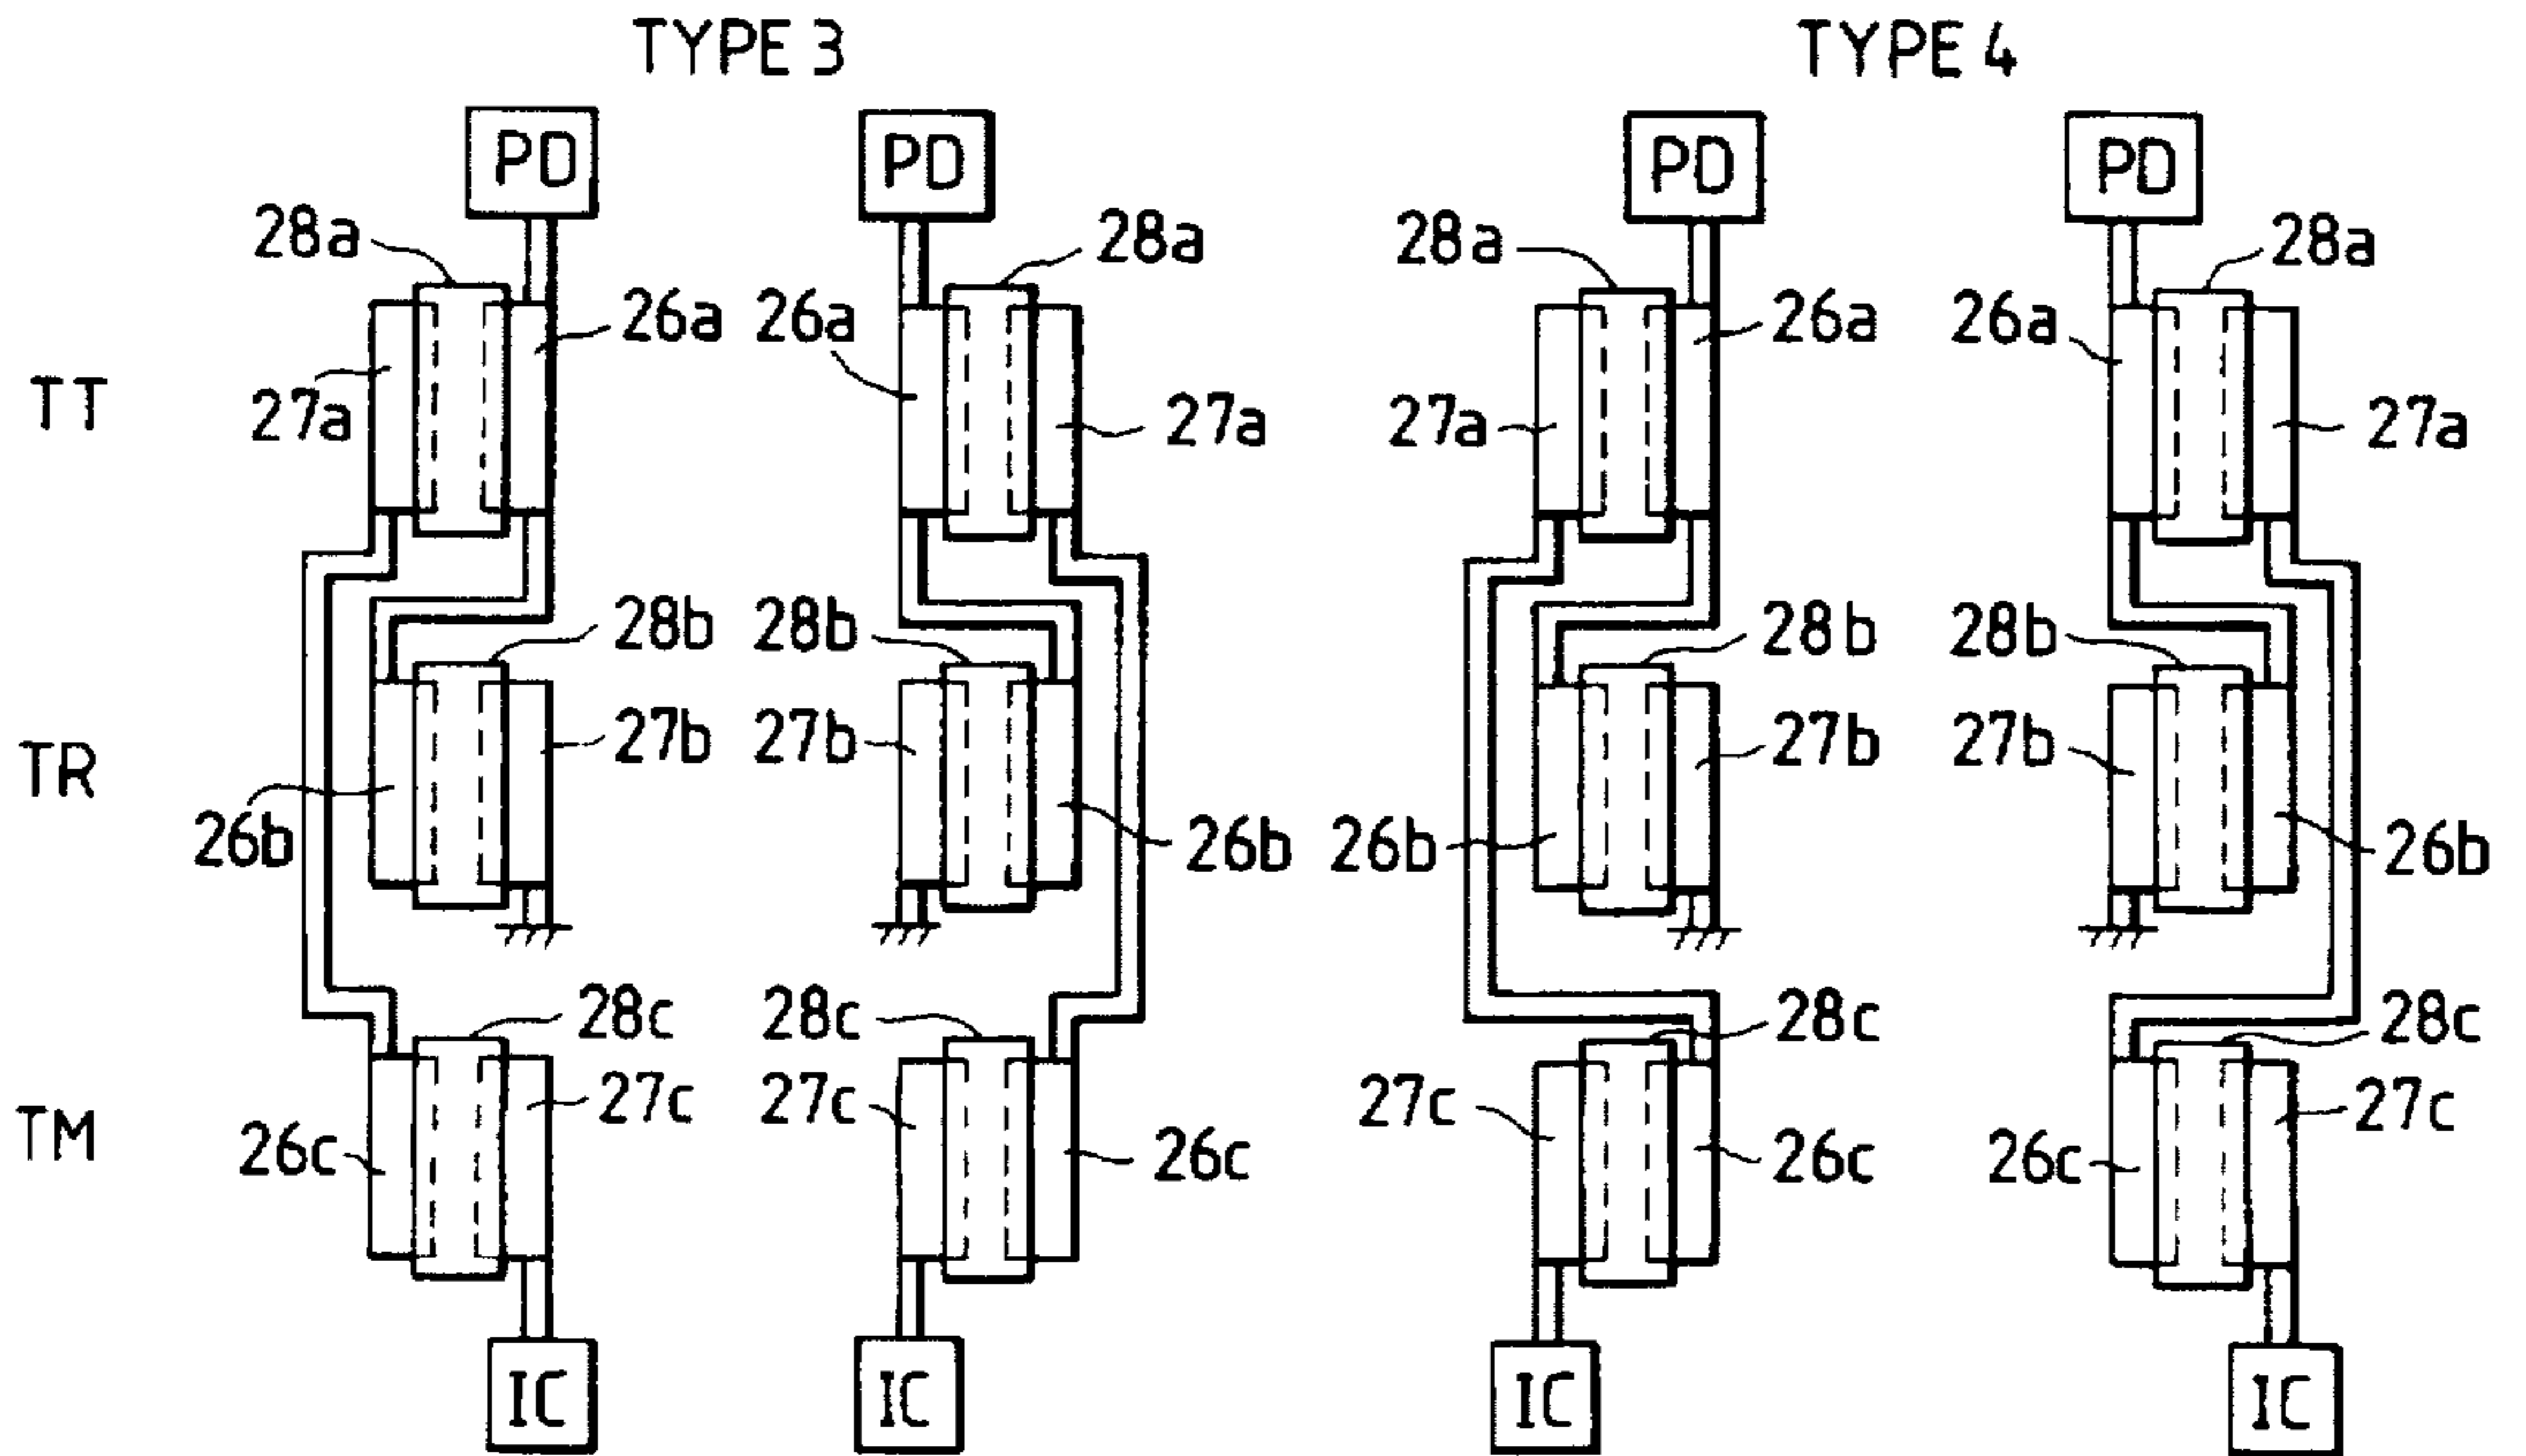 TYPE 3 TYPE 4
PD PD PD PD
28a 28a 28a 28a
26a 26a 26a 26a
TT 27a 27a 27a 27a
28b 28b 28b 28b
TR 27b 27b 27b 27b
26b 26b 26b 26b
28c 28c 28c 28c
27c 27c 27c 27c
TM 26c 26c 26c 26c
IC IC IC IC